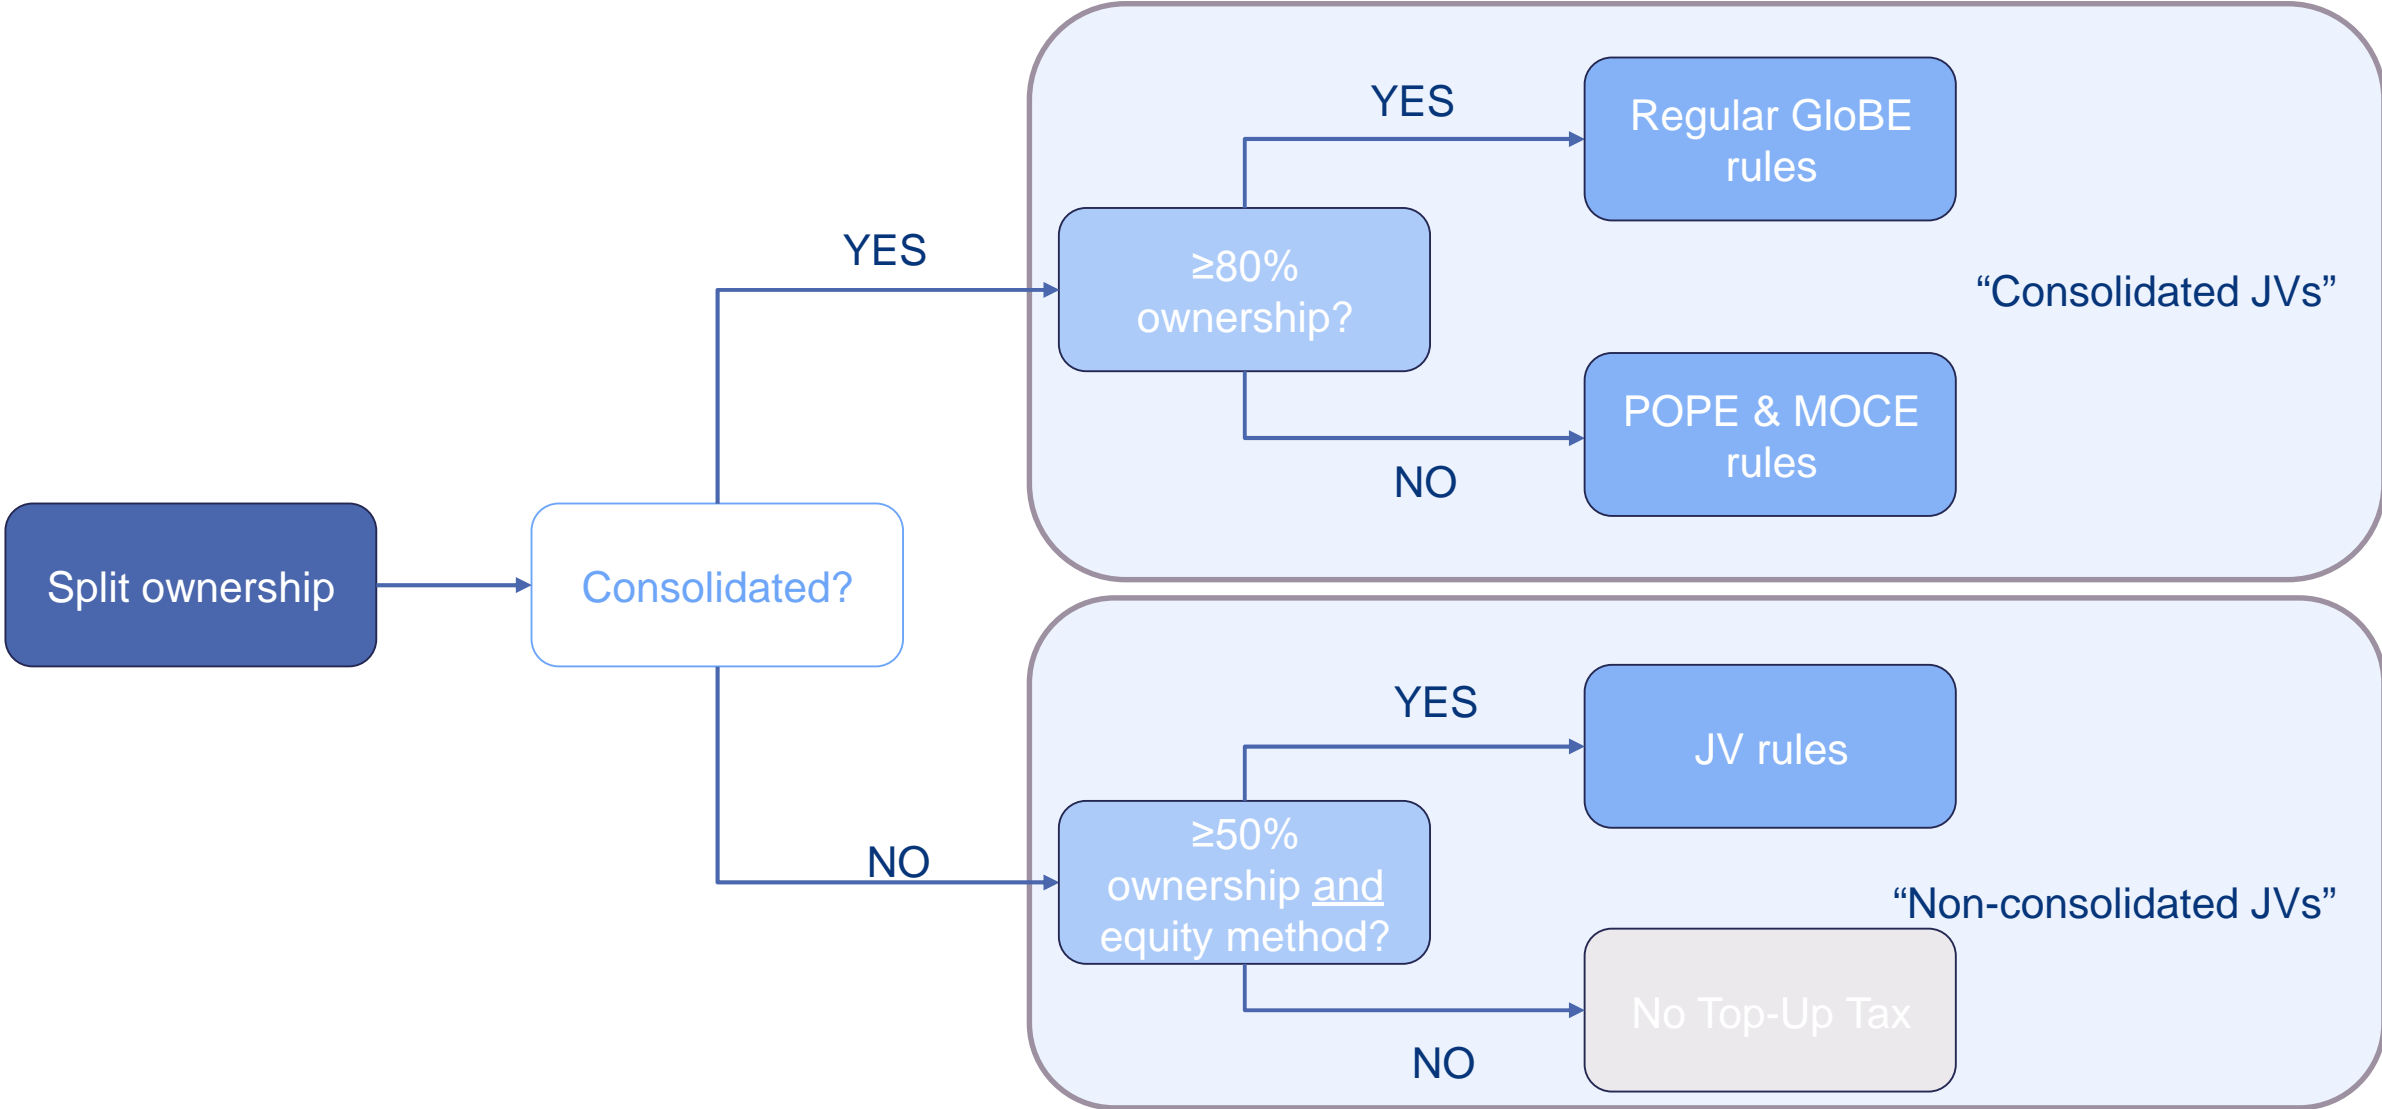 Split ownership
Consolidated?
YES
≥80%
ownership?
YES
Regular GloBE
rules
NO
POPE & MOCE
rules
“Consolidated JVs”
NO
≥50%
ownership and
equity method?
YES
JV rules
NO
No Top-Up Tax
“Non-consolidated JVs”